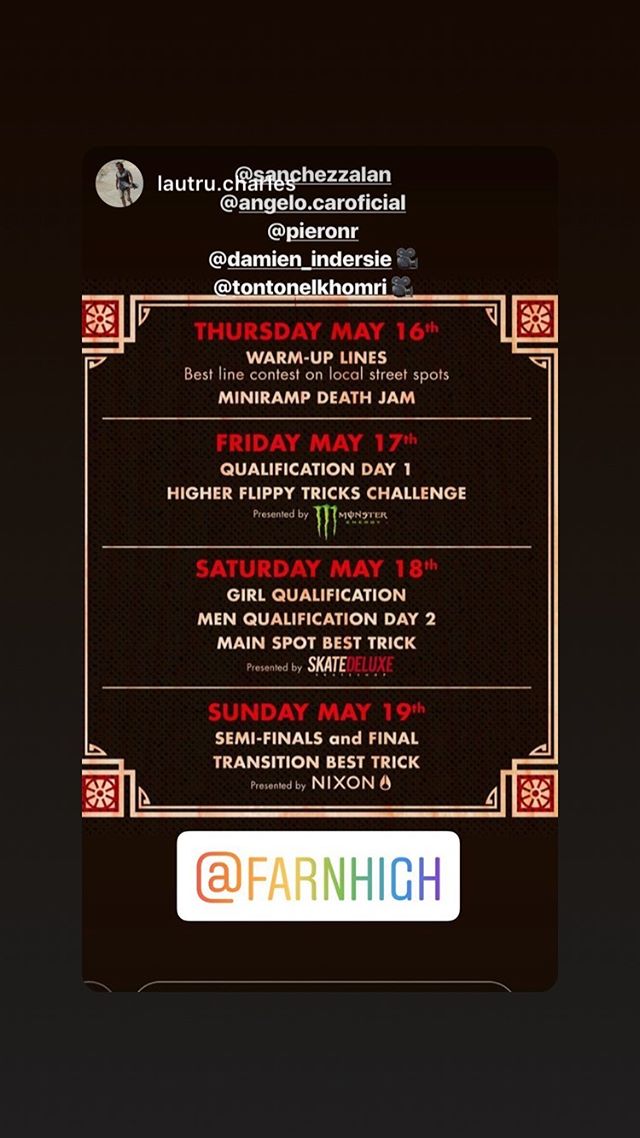 lautru.charles
@sanchezzalan
@angelo.caroficial
@pieronr
@damien_indersie 🎥
@tontonelkhomri 🎥
THURSDAY MAY 16th
WARM-UP LINES
Best line contest on local street spots
MINIRAMP DEATH JAM
FRIDAY MAY 17th
QUALIFICATION DAY 1
HIGHER FLIPPY TRICKS CHALLENGE
Presented by MONSTER
ENERGY
SATURDAY MAY 18th
GIRL QUALIFICATION
MEN QUALIFICATION DAY 2
MAIN SPOT BEST TRICK
Presented by SKATEDELUXE
SUNDAY MAY 19th
SEMI-FINALS and FINAL
TRANSITION BEST TRICK
Presented by NIXON
@FARNHIGH